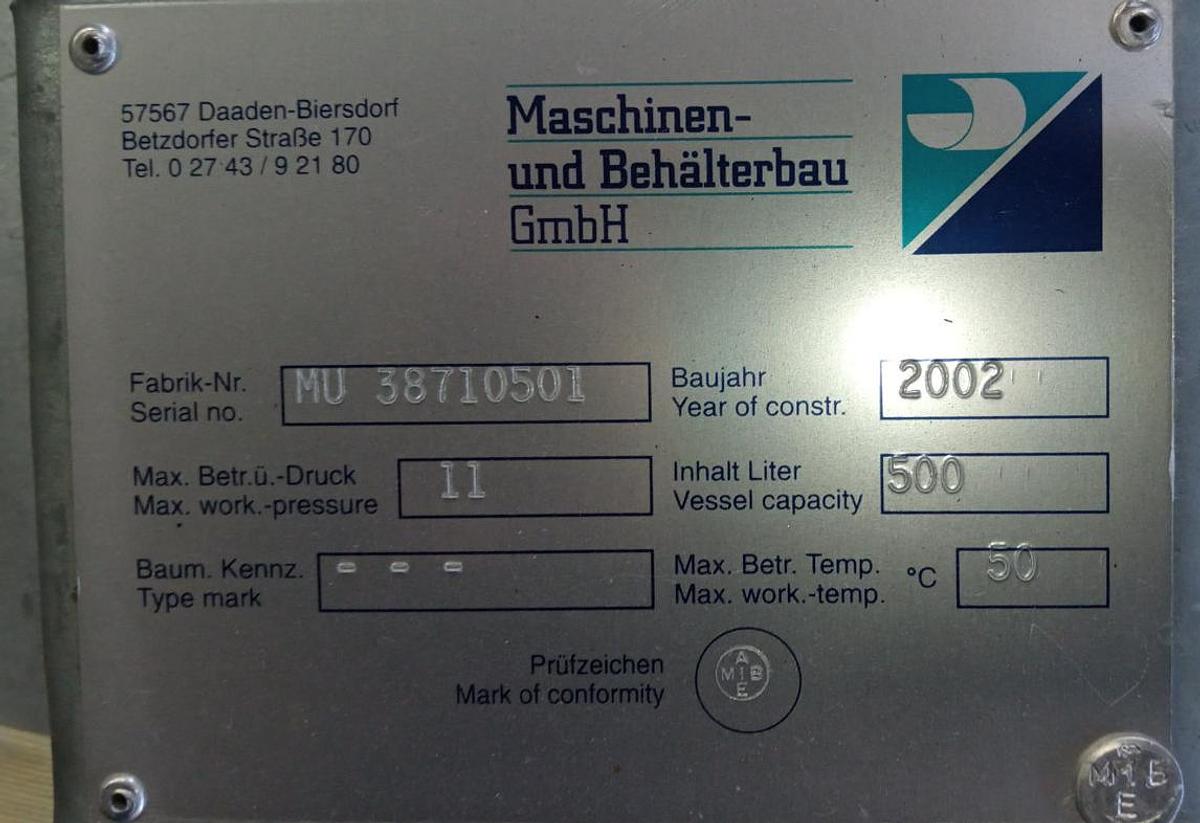 57567 Daaden-Biersdorf
Betzdorfer Straße 170
Tel. 0 27 43 / 9 21 80
Maschinen-
und Behälterbau
GmbH
Fabrik-Nr.
Serial no.
MU 38710501
Baujahr
Year of constr.
2002
Max. Betr.ü.-Druck
Max. work.-pressure
11
Inhalt Liter
Vessel capacity
500
Baum. Kennz.
Type mark
- - -
Max. Betr. Temp.
Max. work.-temp.
°C
50
Prüfzeichen
Mark of conformity
A
MIB
E
MIB
E